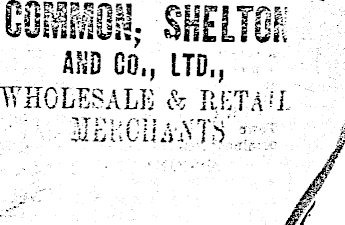 COMMON, SHELTON
AND CO., LTD.,
WHOLESALE & RETAIL
MERCHANTS